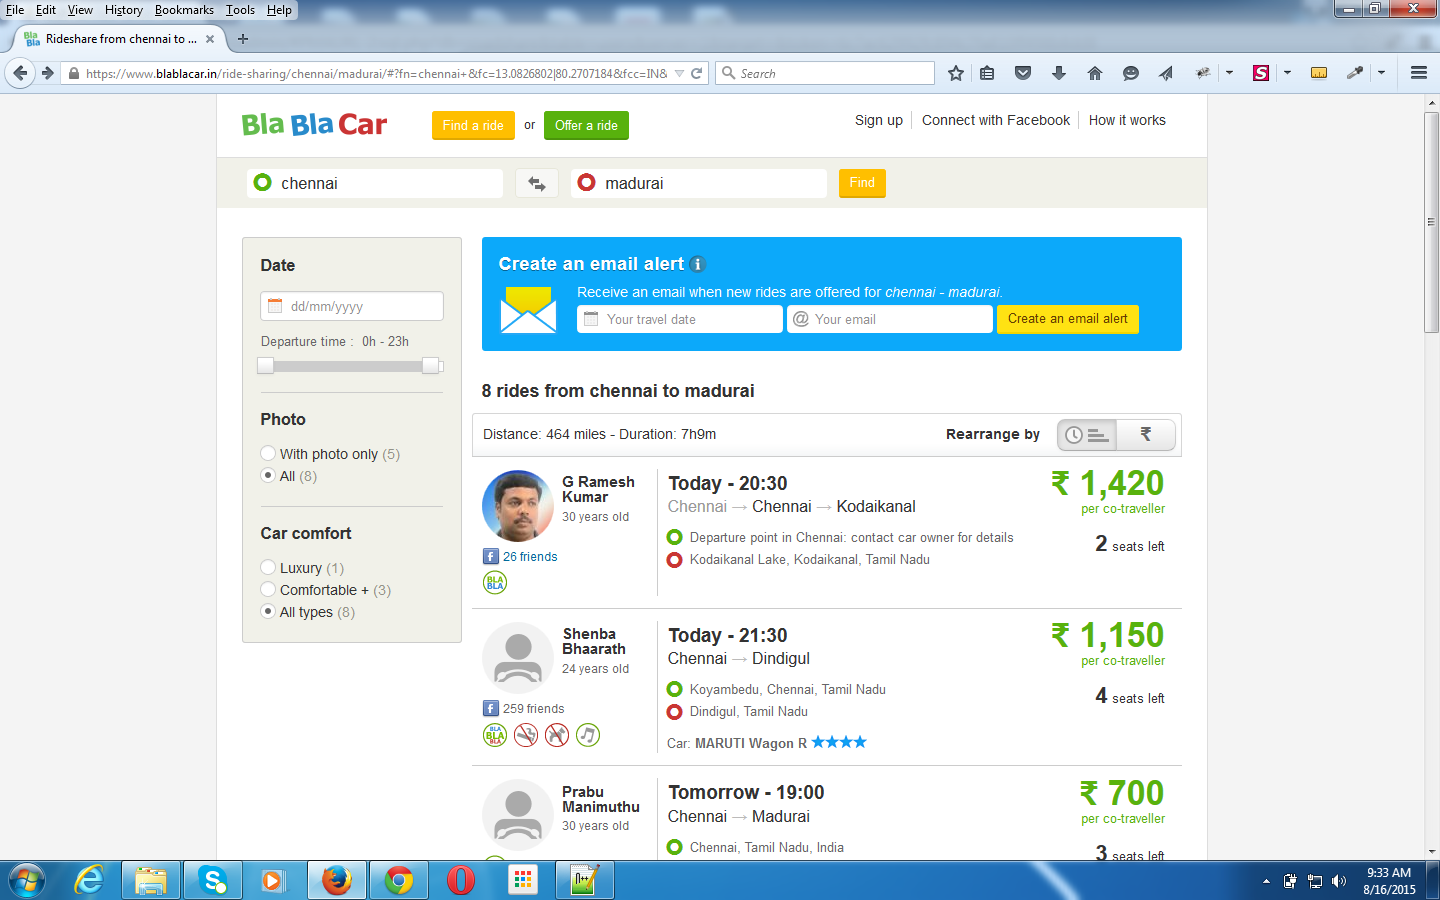 File Edit View History Bookmarks Tools Help
Rideshare from chennai to ...
https://www.blablacar.in/ride-sharing/chennai/madurai/#?fn=chennai+&fc=13.0826802|80.2707184&fcc=IN&
Search
Bla Bla Car
Find a ride or Offer a ride
Sign up Connect with Facebook How it works
chennai
madurai
Find
Date
dd/mm/yyyy
Departure time : 0h - 23h
Photo
With photo only (5)
All (8)
Car comfort
Luxury (1)
Comfortable + (3)
All types (8)
Create an email alert
Receive an email when new rides are offered for chennai - madurai.
Your travel date
@ Your email
Create an email alert
8 rides from chennai to madurai
Distance: 464 miles - Duration: 7h9m
Rearrange by
₹
G Ramesh
Kumar
30 years old
26 friends
BLA
BLA
Today - 20:30
Chennai → Chennai → Kodaikanal
Departure point in Chennai: contact car owner for details
Kodaikanal Lake, Kodaikanal, Tamil Nadu
₹ 1,420
per co-traveller
2 seats left
Shenba
Bhaarath
24 years old
259 friends
BLA
BLA
BLA
Today - 21:30
Chennai → Dindigul
Koyambedu, Chennai, Tamil Nadu
Dindigul, Tamil Nadu
Car: MARUTI Wagon R
₹ 1,150
per co-traveller
4 seats left
Prabu
Manimuthu
30 years old
Tomorrow - 19:00
Chennai → Madurai
Chennai, Tamil Nadu, India
₹ 700
per co-traveller
3 seats left
9:33 AM
8/16/2015